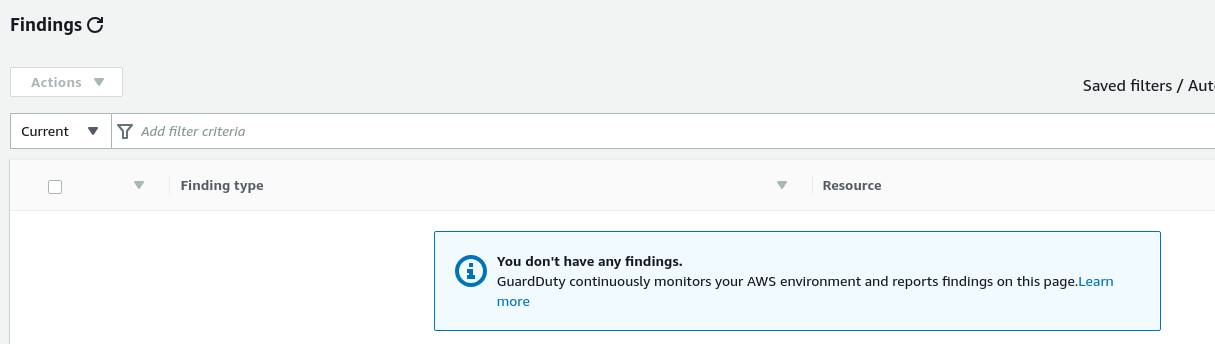 Findings
Actions
Saved filters /
Current
Add filter criteria
Finding type
Resource
You don't have any findings.
GuardDuty continuously monitors your AWS environment and reports findings on this page.Learn
more